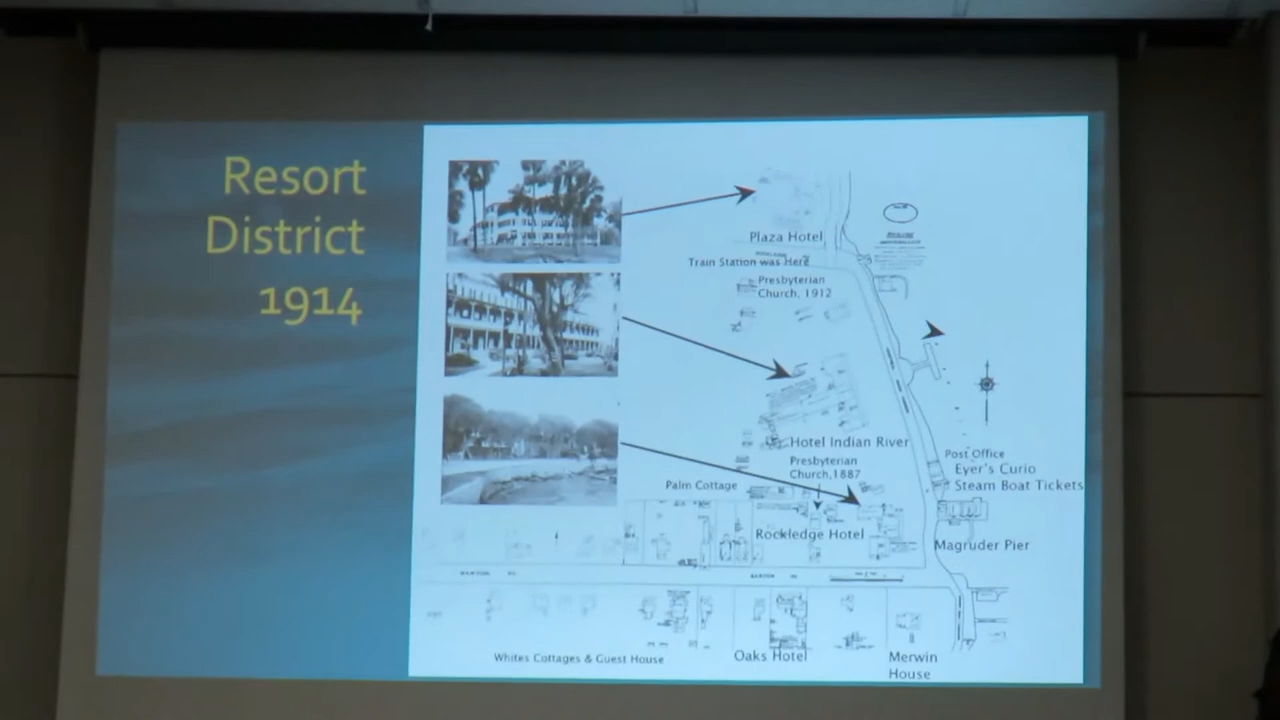 Resort
District
1914
Plaza Hotel
Train Station was Here
Presbyterian
Church, 1912
Hotel Indian River
Presbyterian
Church,1887
Post Office
Eyer's Curio
Steam Boat Tickets
Palm Cottage
Rockledge Hotel
Magruder Pier
Whites Cottages & Guest House
Oaks Hotel
Merwin
House